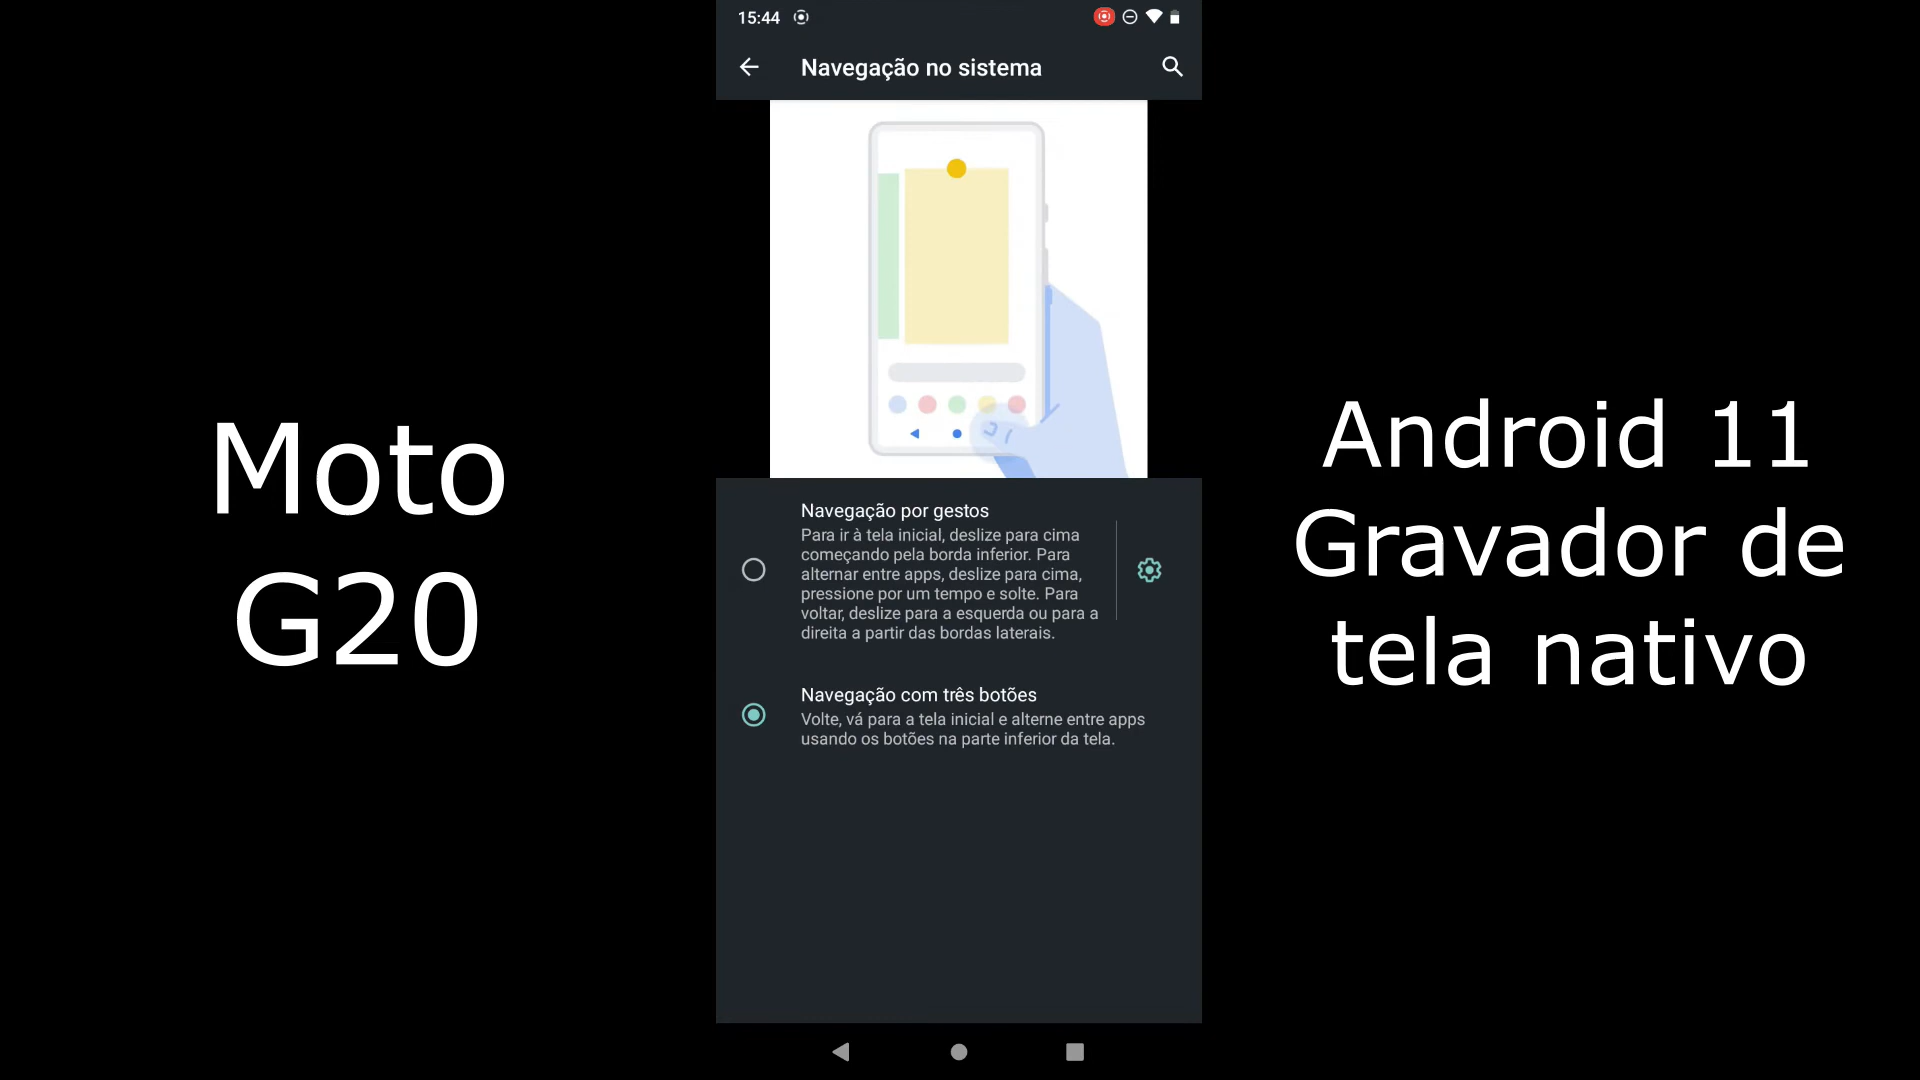 Moto
G20
15:44
Navegação no sistema
Navegação por gestos
Para ir à tela inicial, deslize para cima
começando pela borda inferior. Para
alternar entre apps, deslize para cima,
pressione por um tempo e solte. Para
voltar, deslize para a esquerda ou para a
direita a partir das bordas laterais.
Navegação com três botões
Volte, vá para a tela inicial e alterne entre apps
usando os botões na parte inferior da tela.
Android 11
Gravador de
tela nativo